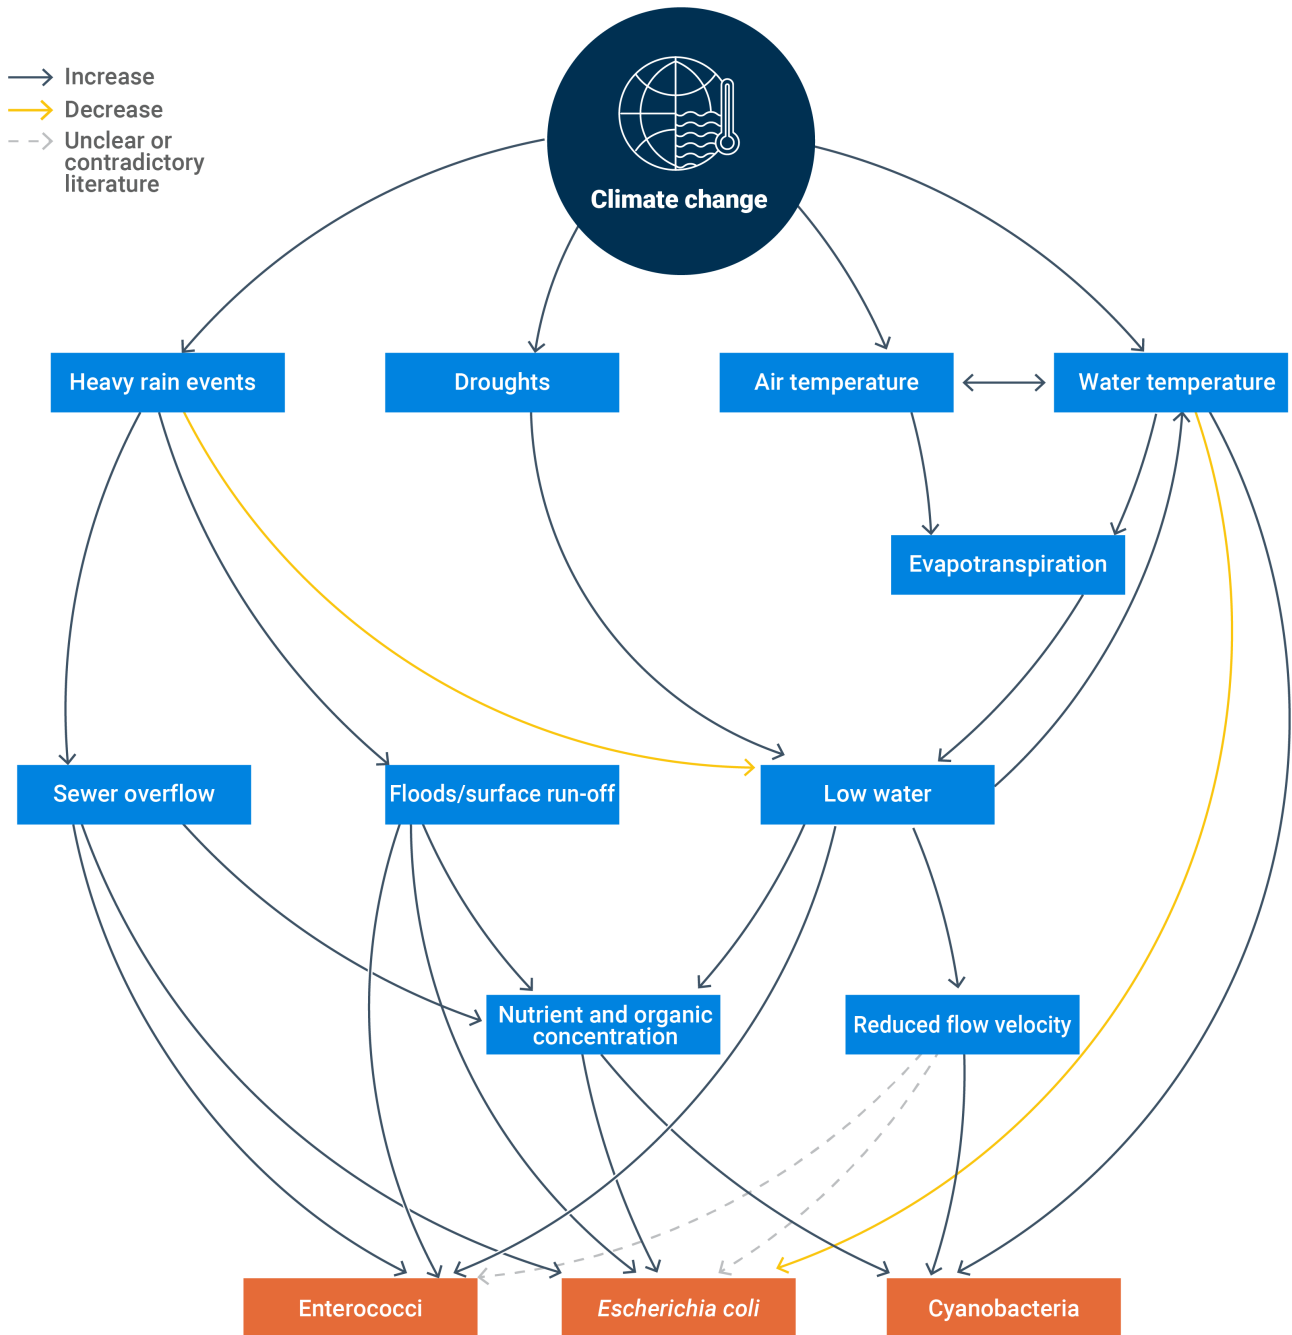 Increase
Decrease
Unclear or
contradictory
literature
Climate change
Heavy rain events
Droughts
Air temperature
Water temperature
Evapotranspiration
Sewer overflow
Floods/surface run-off
Low water
Nutrient and organic
concentration
Reduced flow velocity
Enterococci
Escherichia coli
Cyanobacteria